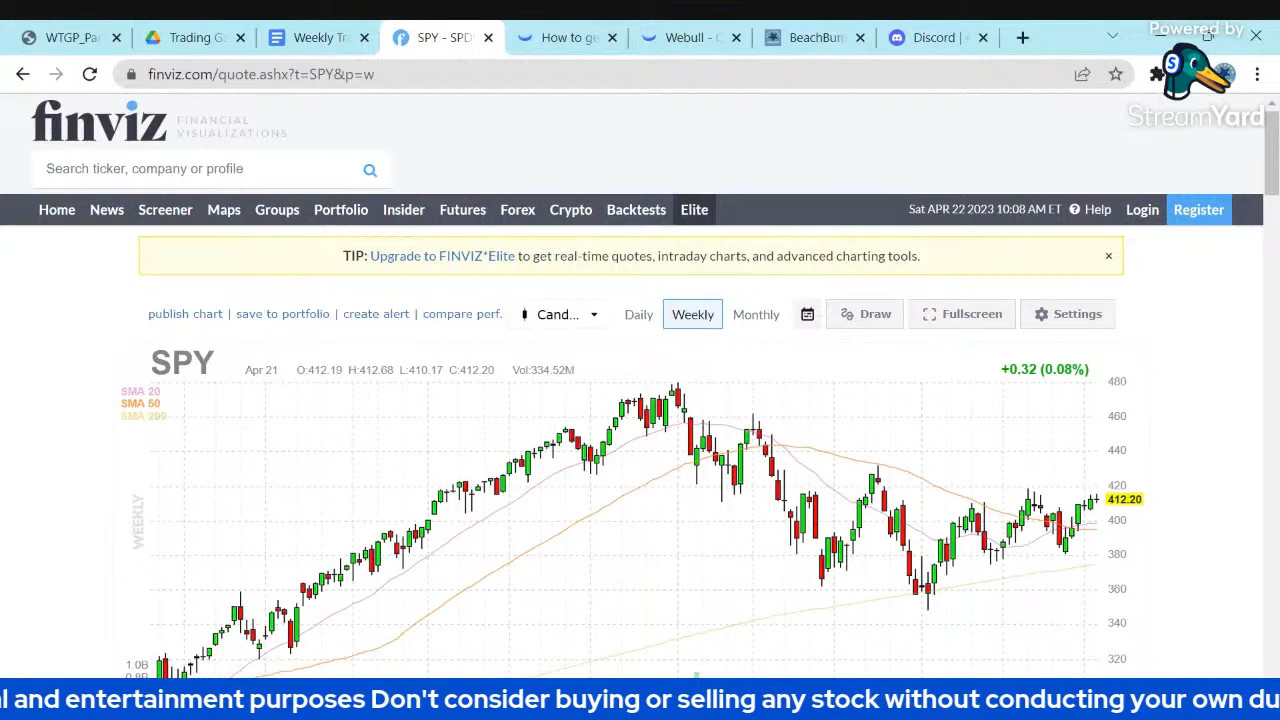 Powered by
StreamYard
WTGP_Pa
Trading G
Weekly Tra
SPY - SPD
How to ge
Webull - C
BeachBum
Discord |
finviz.com/quote.ashx?t=SPY&p=w
finviz
FINANCIAL
VISUALIZATIONS
Search ticker, company or profile
Home News Screener Maps Groups Portfolio Insider Futures Forex Crypto Backtests Elite
Sat APR 22 2023 10:08 AM ET Help Login Register
TIP: Upgrade to FINVIZ*Elite to get real-time quotes, intraday charts, and advanced charting tools. ×
publish chart | save to portfolio | create alert | compare perf.
Cand... Daily Weekly Monthly Draw Fullscreen Settings
SPY
Apr 21 O:412.19 H:412.68 L:410.17 C:412.20 Vol:334.52M
+0.32 (0.08%)
SMA 20
SMA 50
SMA 200
WEEKLY
480
460
440
420
412.20
400
380
360
340
320
1.0B
0.8B
al and entertainment purposes Don't consider buying or selling any stock without conducting your own du